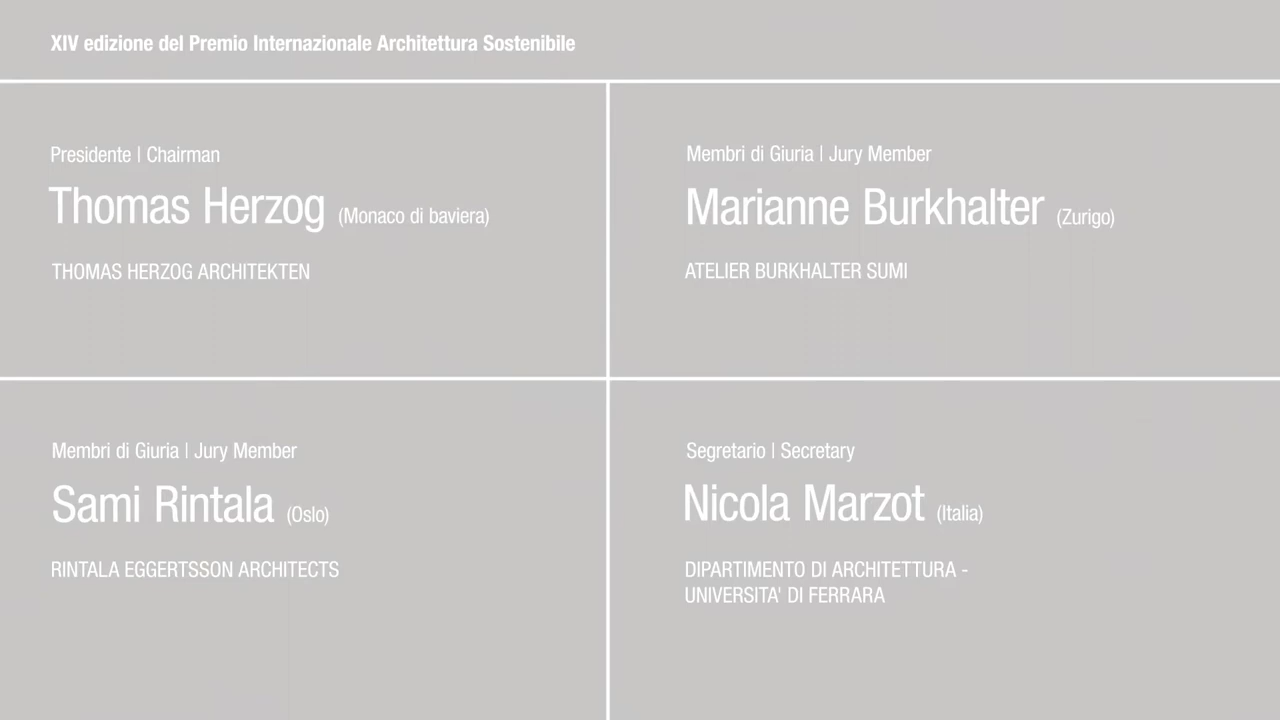 XIV edizione del Premio Internazionale Architettura Sostenibile
Presidente | Chairman
Thomas Herzog (Monaco di baviera)
THOMAS HERZOG ARCHITEKTEN
Membri di Giuria | Jury Member
Marianne Burkhalter (Zurigo)
ATELIER BURKHALTER SUMI
Membri di Giuria | Jury Member
Sami Rintala (Oslo)
RINTALA EGGERTSSON ARCHITECTS
Segretario | Secretary
Nicola Marzot (Italia)
DIPARTIMENTO DI ARCHITETTURA -
UNIVERSITA' DI FERRARA